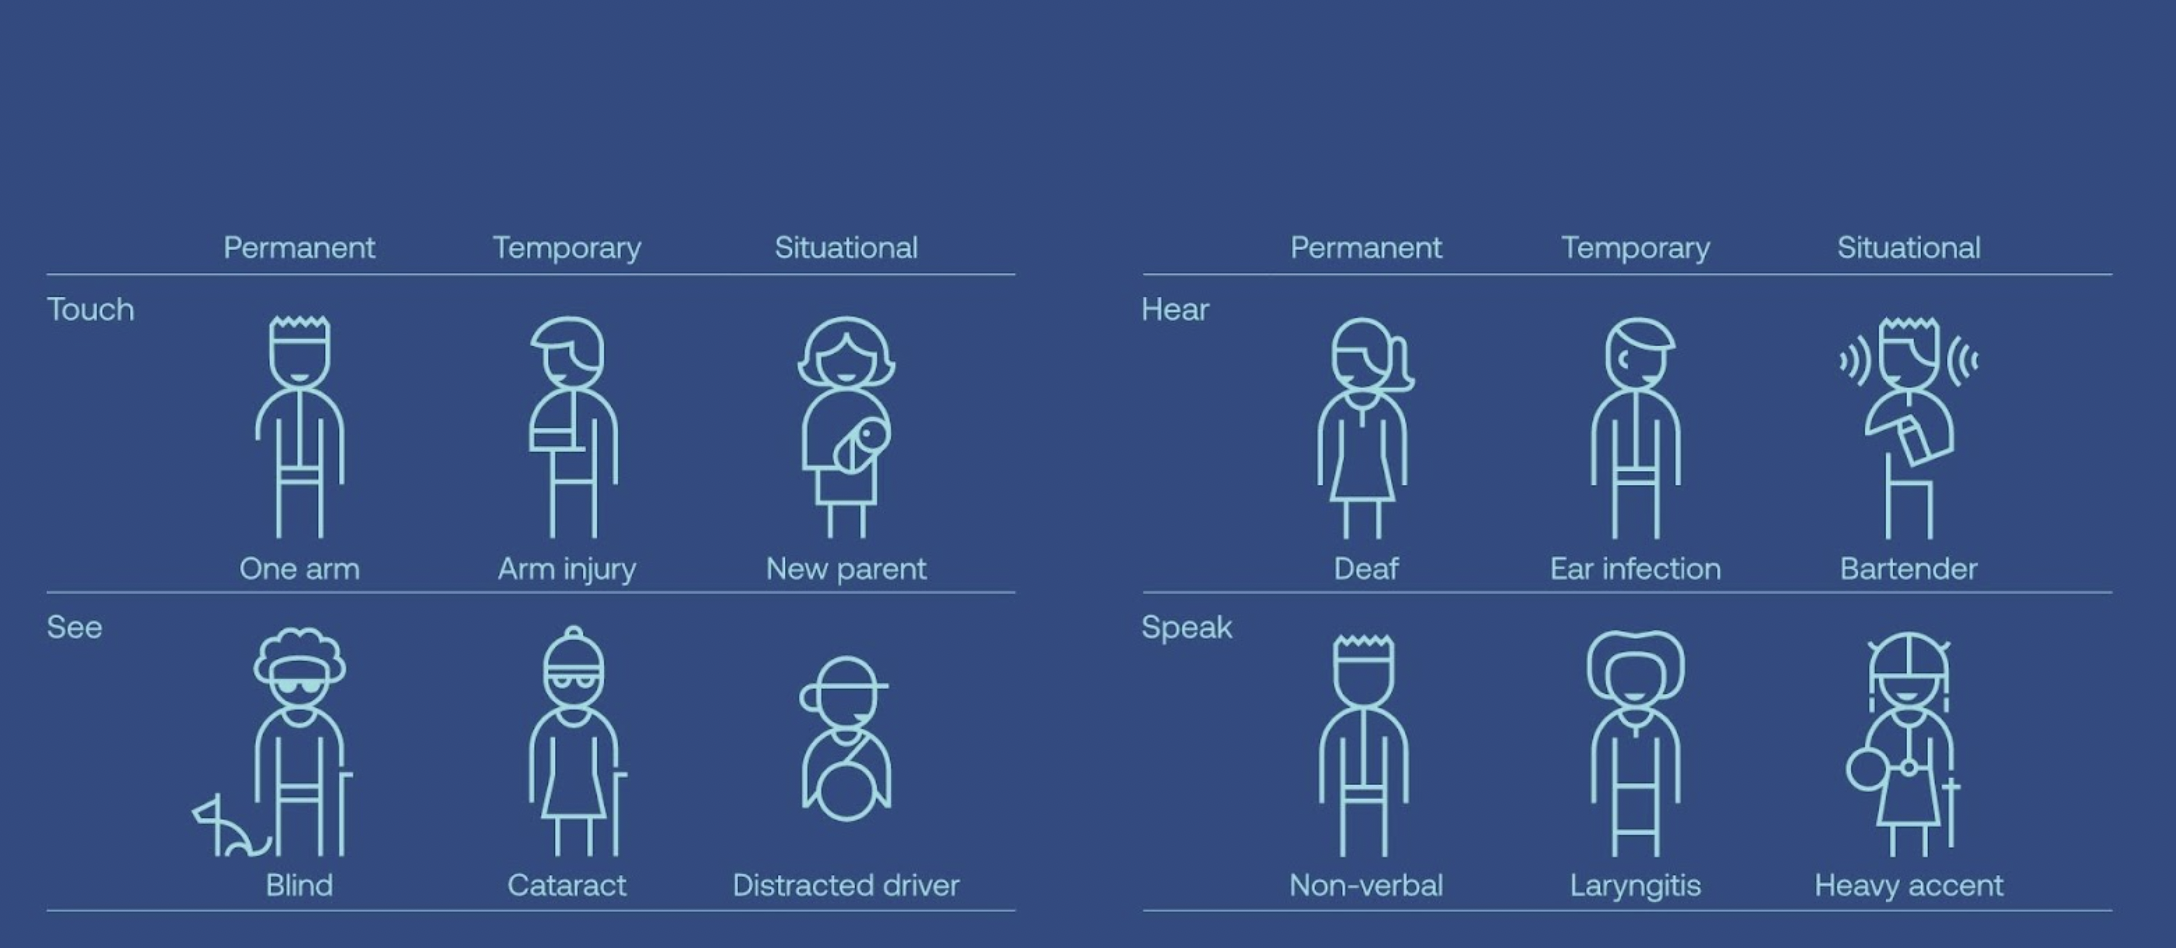 Permanent Temporary Situational
Touch
One arm Arm injury New parent
See
Blind Cataract Distracted driver
Permanent Temporary Situational
Hear
Deaf Ear infection Bartender
Speak
Non-verbal Laryngitis Heavy accent